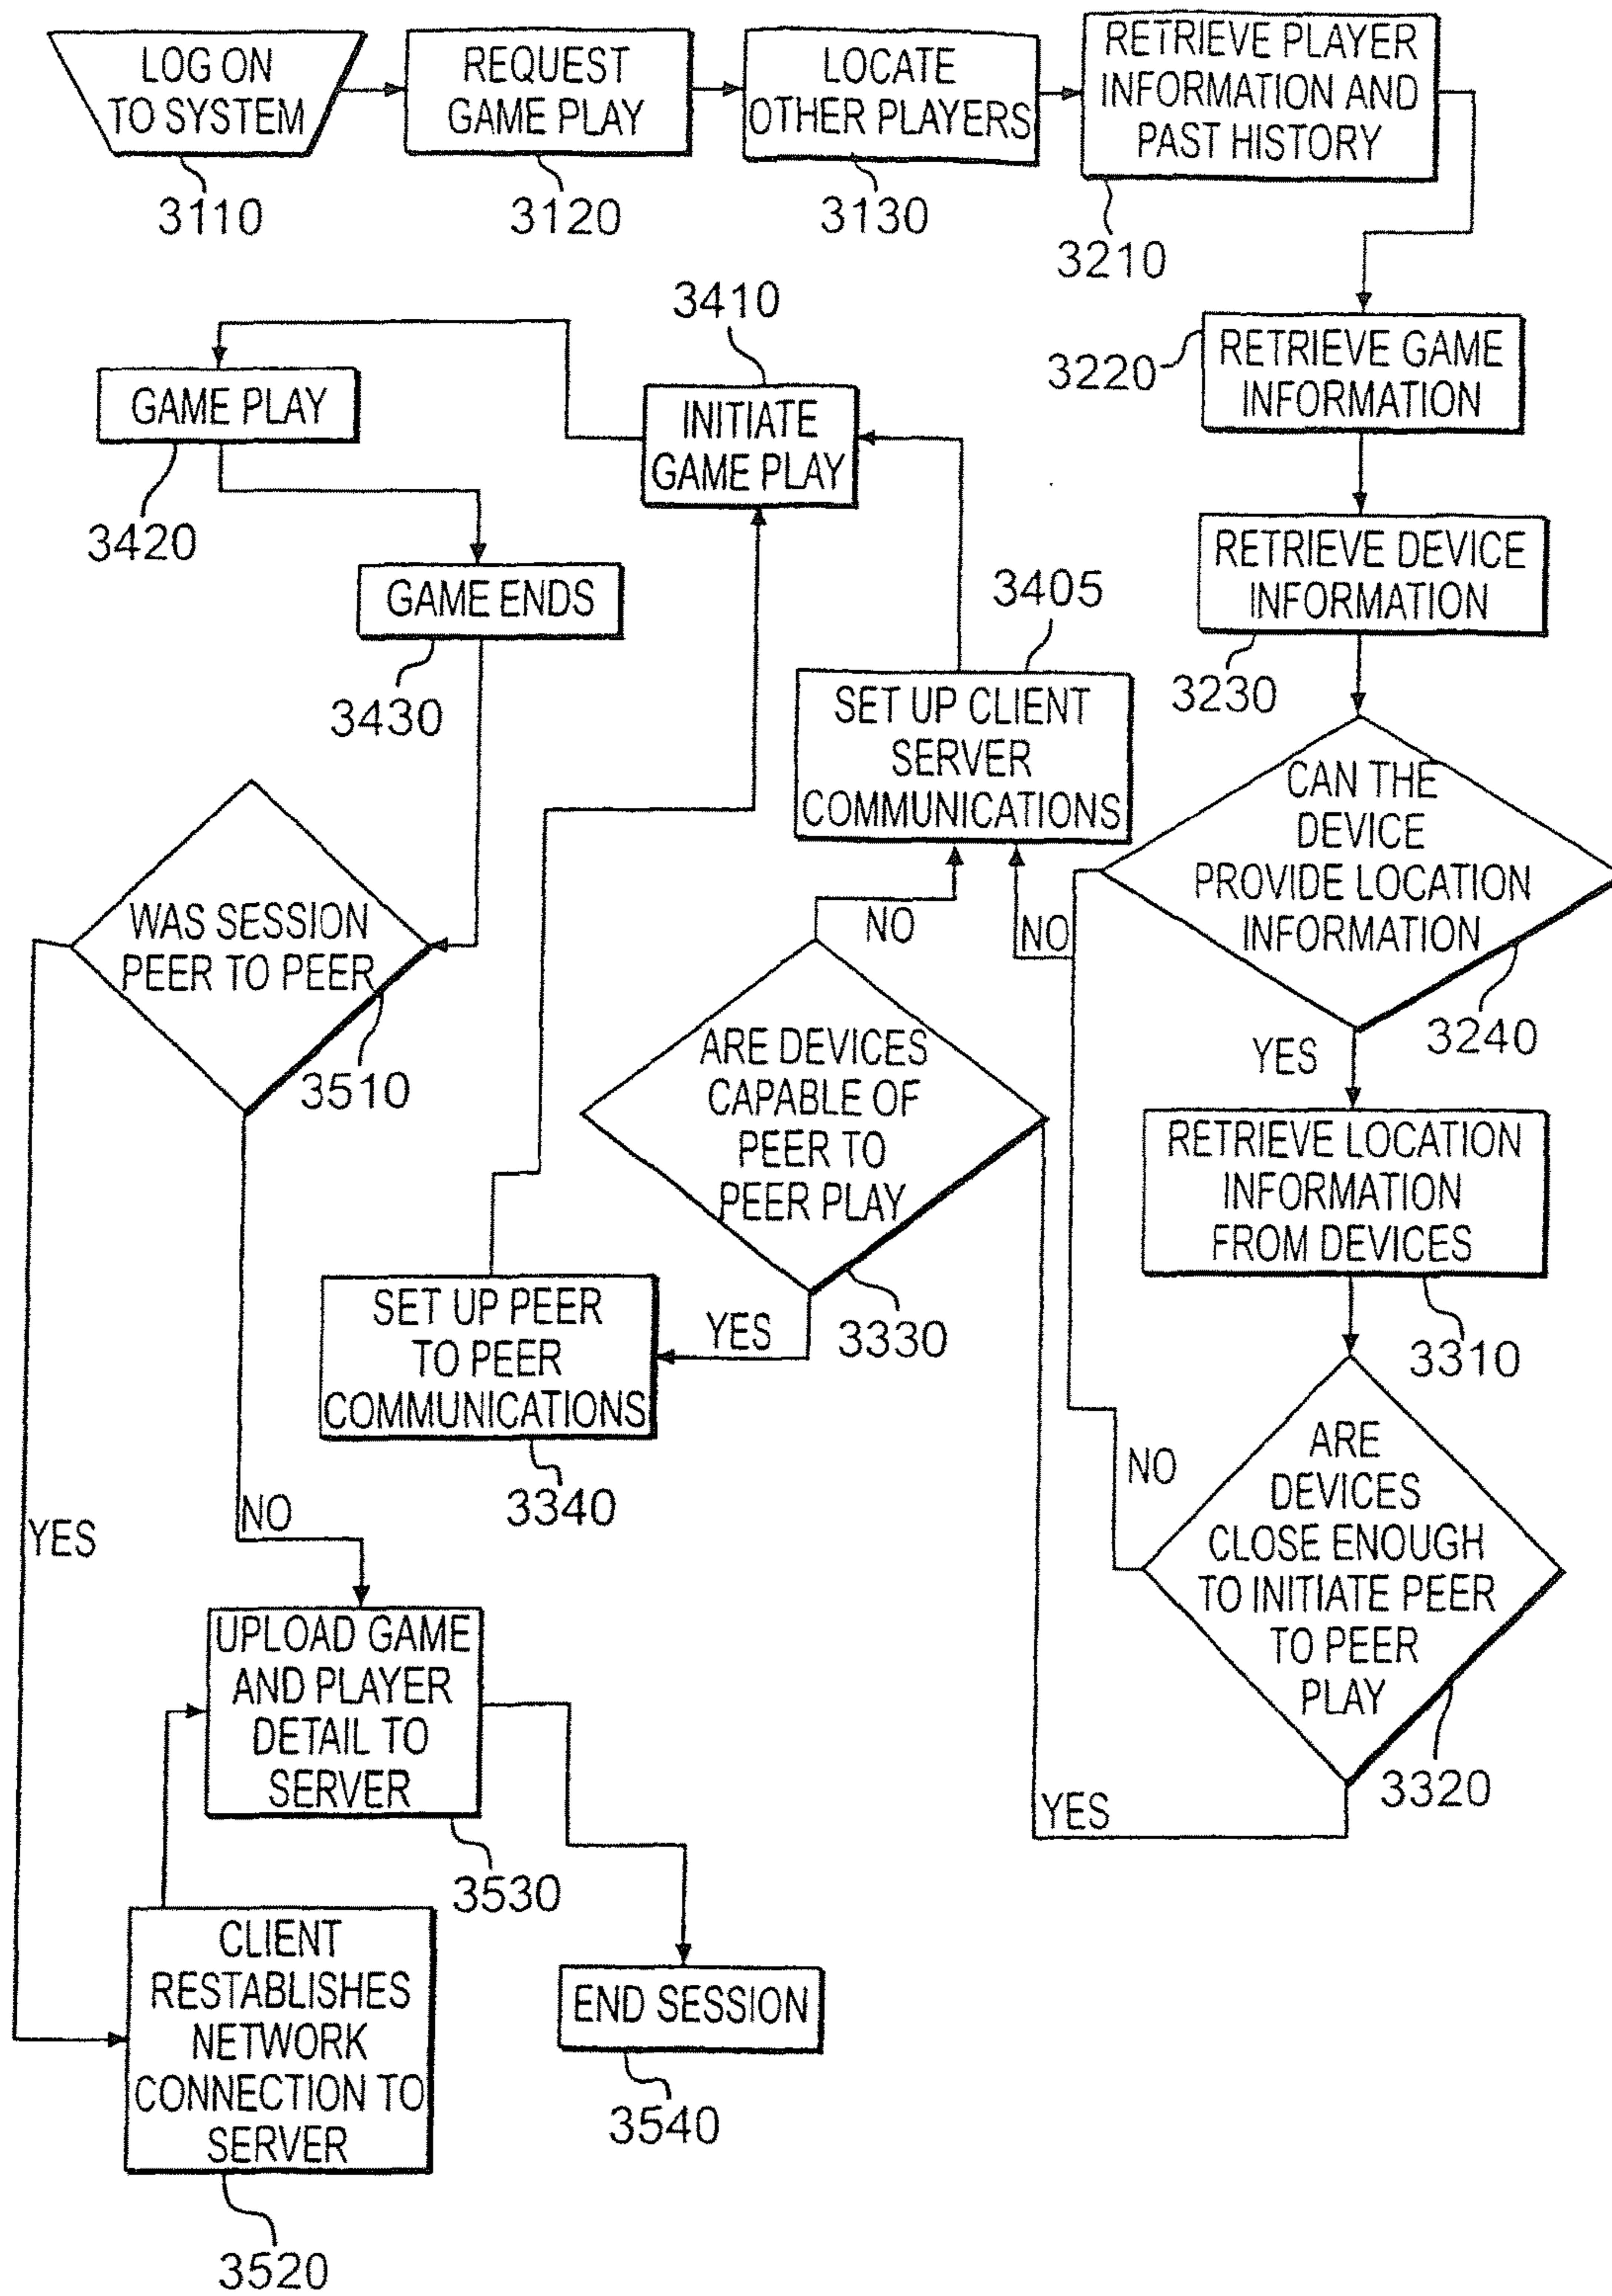 LOG ON
TO SYSTEM
3110
REQUEST
GAME PLAY
3120
LOCATE
OTHER PLAYERS
3130
RETRIEVE PLAYER
INFORMATION AND
PAST HISTORY
3210
RETRIEVE GAME
INFORMATION
3220
RETRIEVE DEVICE
INFORMATION
3230
CAN THE
DEVICE
PROVIDE LOCATION
INFORMATION
3240
NO
YES
RETRIEVE LOCATION
INFORMATION
FROM DEVICES
3310
ARE
DEVICES
CLOSE ENOUGH
TO INITIATE PEER
TO PEER
PLAY
3320
NO
YES
ARE DEVICES
CAPABLE OF
PEER TO
PEER PLAY
3330
NO
YES
SET UP PEER
TO PEER
COMMUNICATIONS
3340
3405
SET UP CLIENT
SERVER
COMMUNICATIONS
3410
INITIATE
GAME PLAY
GAME PLAY
3420
GAME ENDS
3430
WAS SESSION
PEER TO PEER
3510
YES
NO
CLIENT
RESTABLISHES
NETWORK
CONNECTION TO
SERVER
3520
UPLOAD GAME
AND PLAYER
DETAIL TO
SERVER
3530
END SESSION
3540